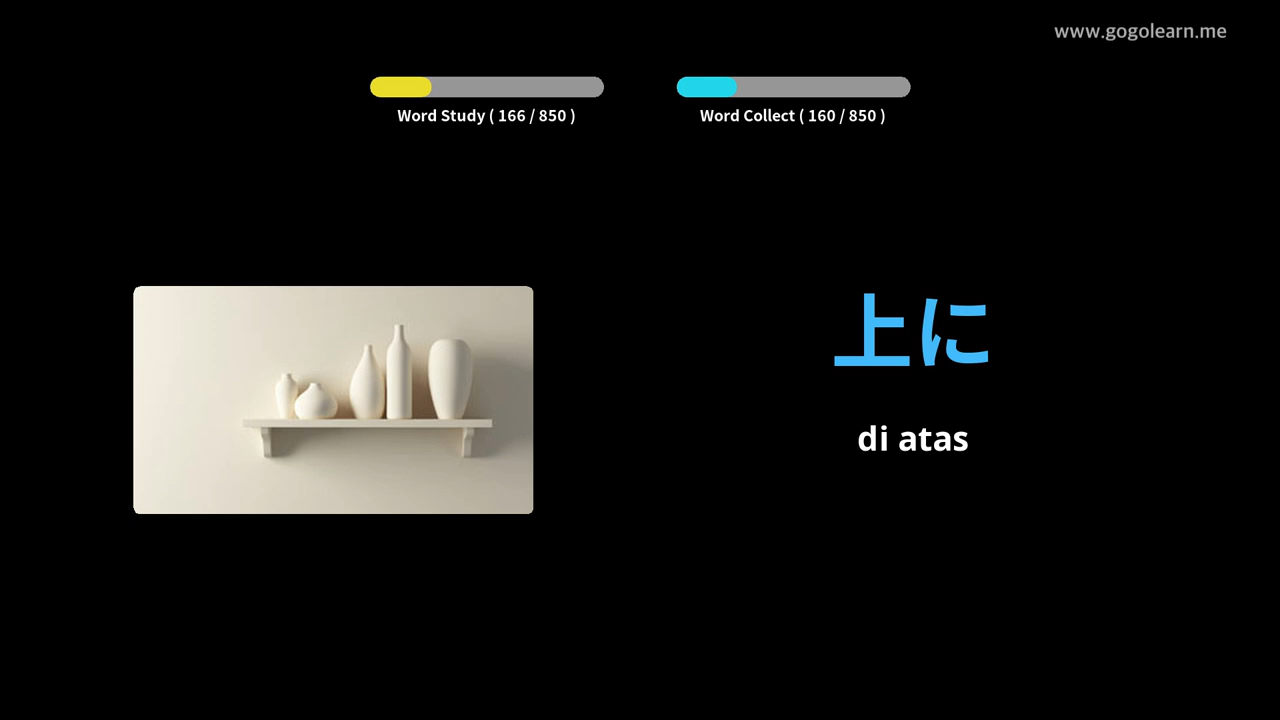 www.gogolearn.me
Word Study ( 166 / 850 )
Word Collect ( 160 / 850 )
上に
di atas